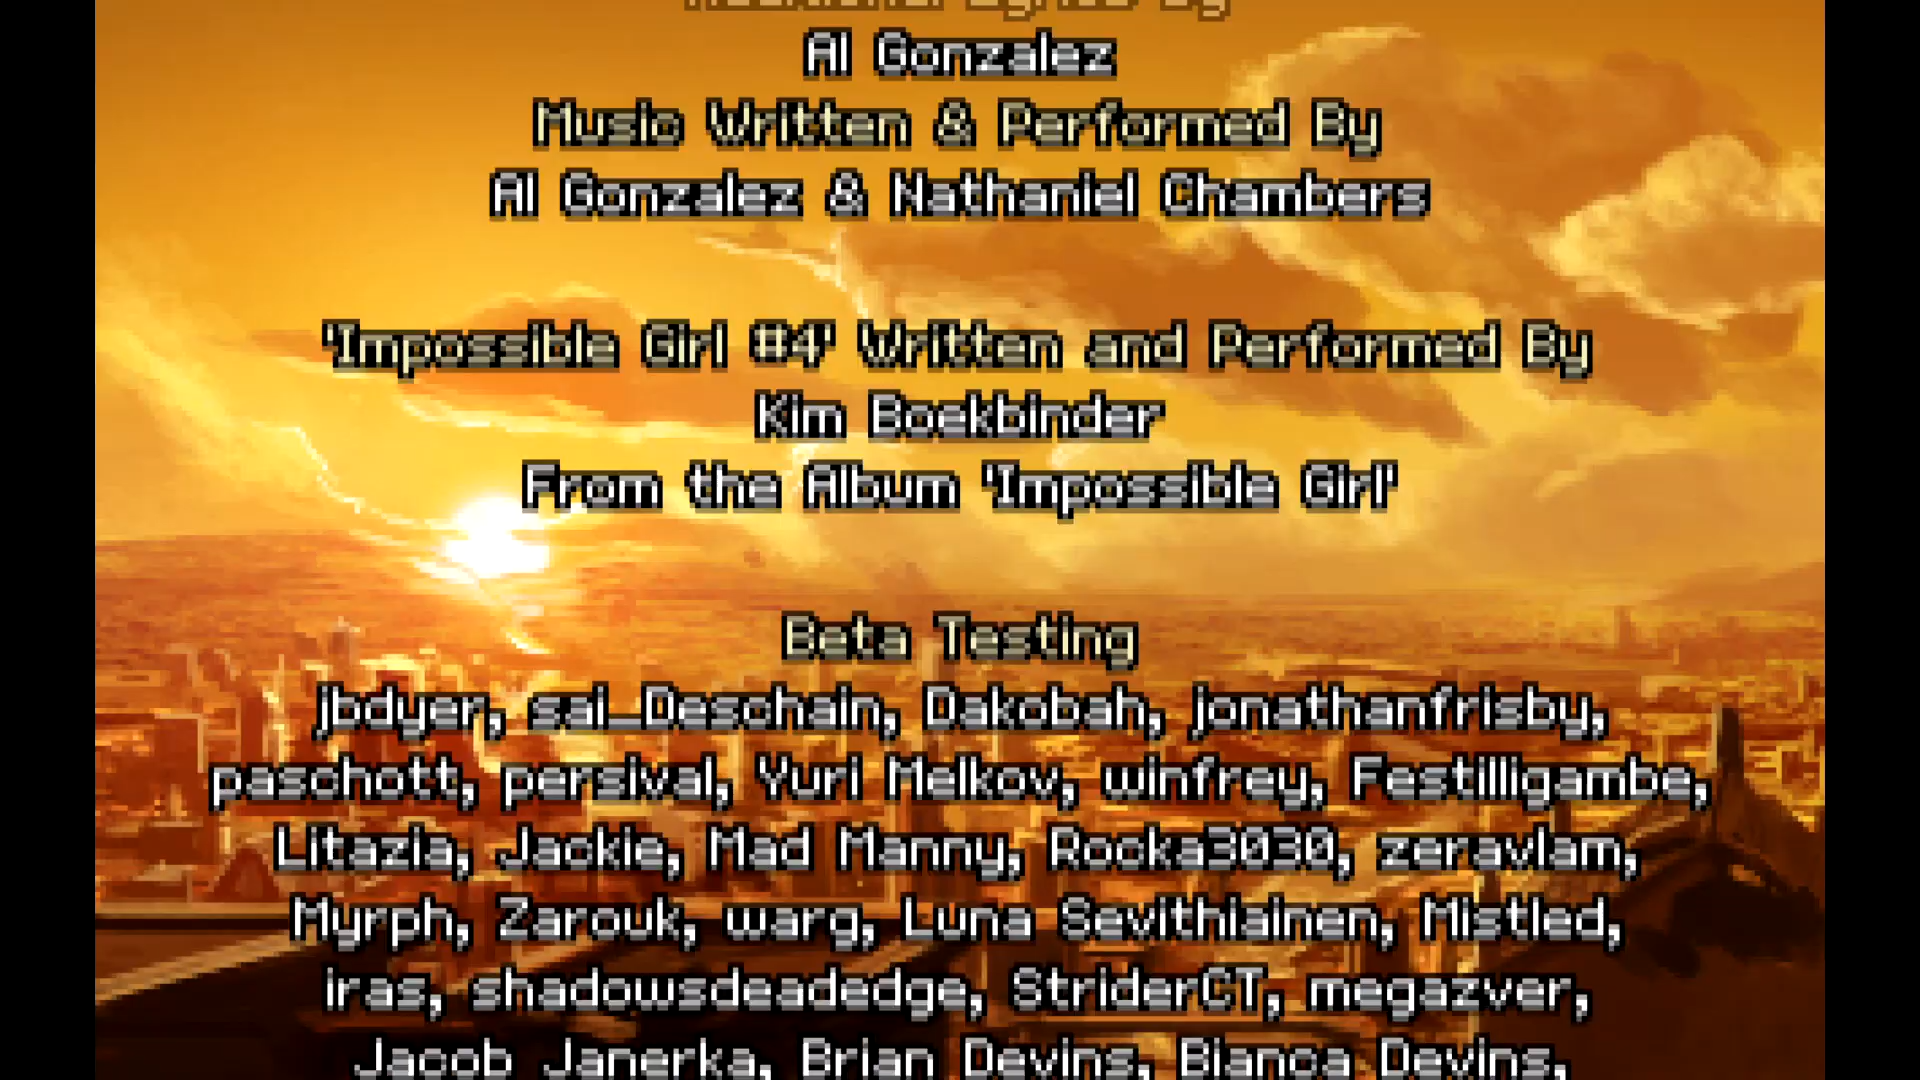 Additional Lyrics By
Al Gonzalez
Music Written & Performed By
Al Gonzalez & Nathaniel Chambers
'Impossible Girl #4' Written and Performed By
Kim Boekbinder
From the Album 'Impossible Girl'
Beta Testing
jbdyer, sai_Deschain, Dakobah, jonathanfrisby,
paschott, persival, Yuri Melkov, winfrey, Festilligambe,
Litazia, Jackie, Mad Manny, Rocka3030, zeravlam,
Myrph, Zarouk, warg, Luna Sevithiainen, Mistled,
iras, shadowsdeadedge, StriderCT, megazver,
Jacob Janerka, Brian Devins, Bianca Devins,